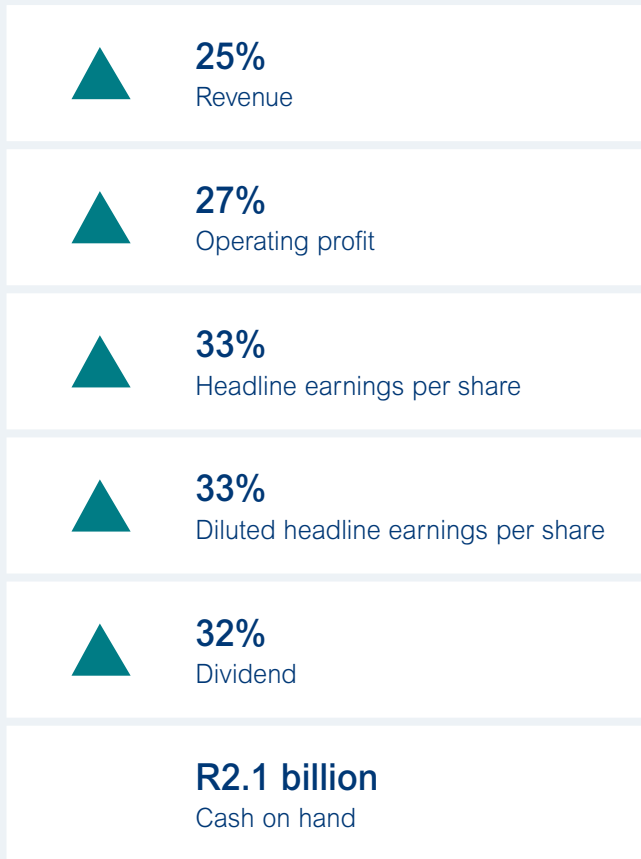 25%
Revenue
27%
Operating profit
33%
Headline earnings per share
33%
Diluted headline earnings per share
32%
Dividend
R2.1 billion
Cash on hand